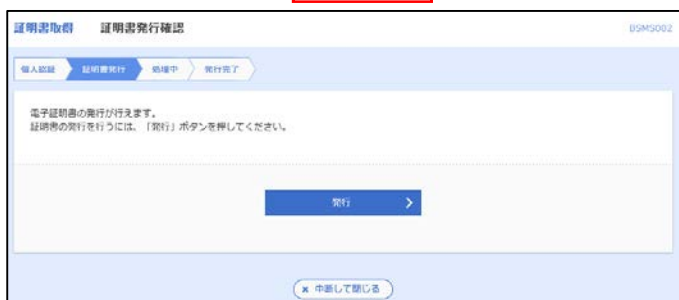 証明書取得 証明書発行確認 BSMS002
個人認証 証明書発行 処理中 発行完了
電子証明書の発行が行えます。
証明書の発行を行うには、「発行」ボタンを押してください。
発行
× 中断して閉じる